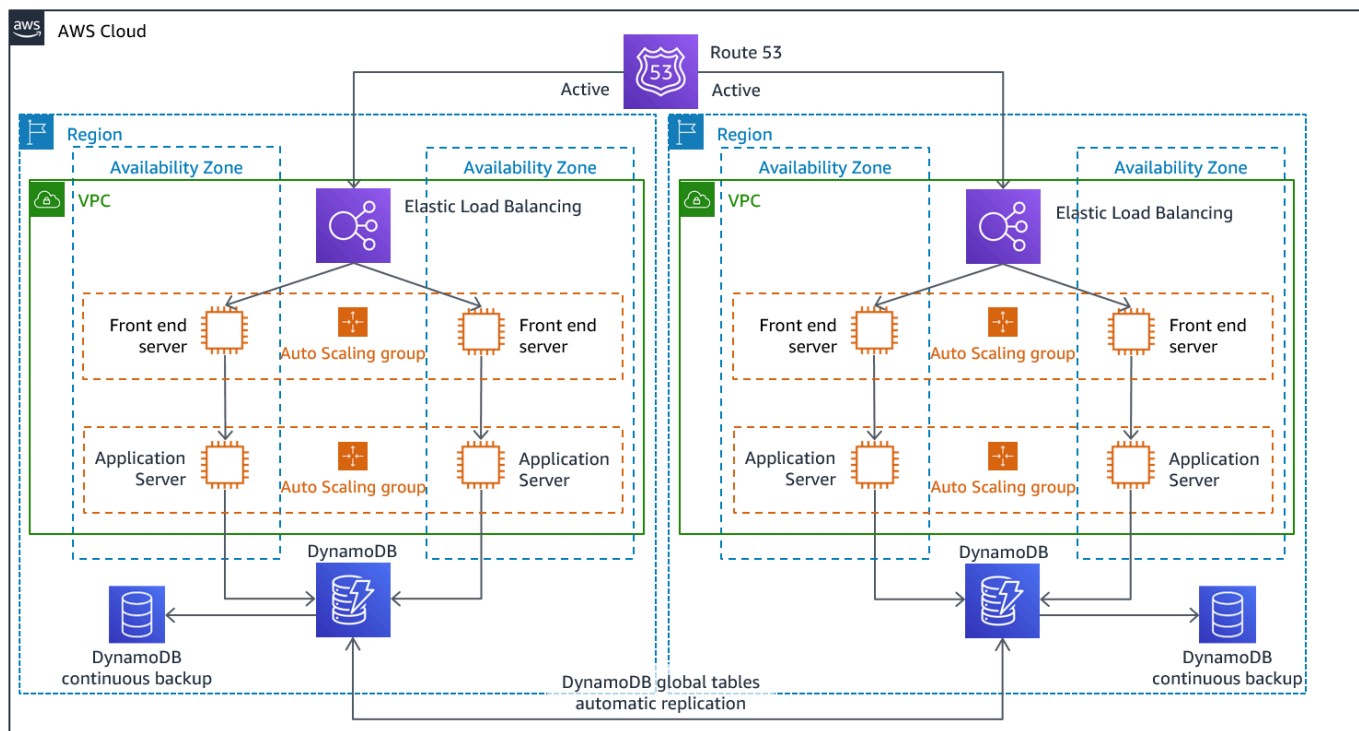 aws
AWS Cloud
53
Route 53
Active
Active
Region
Availability Zone
Availability Zone
VPC
Elastic Load Balancing
Front end
server
Auto Scaling group
Front end
server
Application
Server
Auto Scaling group
Application
Server
DynamoDB
DynamoDB
continuous backup
Region
Availability Zone
Availability Zone
VPC
Elastic Load Balancing
Front end
server
Auto Scaling group
Front end
server
Application
Server
Auto Scaling group
Application
Server
DynamoDB
DynamoDB
continuous backup
DynamoDB global tables
automatic replication